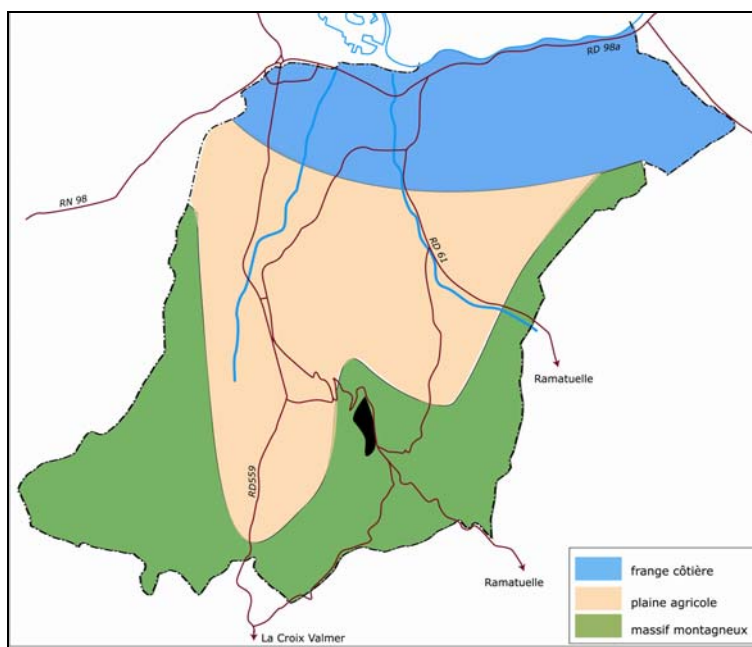 RD 98a
RN 98
RD 61
Ramatuelle
RD559
Ramatuelle
La Croix Valmer
frange côtière
plaine agricole
massif montagneux